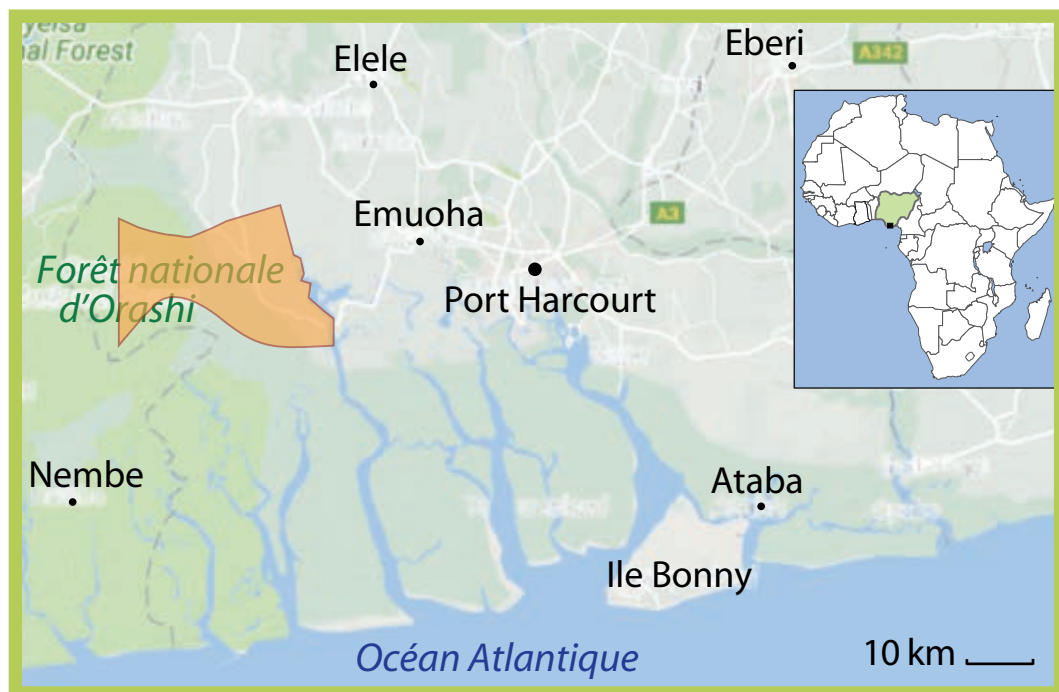 al Forest
Elele
Eberi
A342
Emuoha
A3
Forêt nationale
d'Orashi
Port Harcourt
Nembe
Ataba
Ile Bonny
Océan Atlantique
10 km